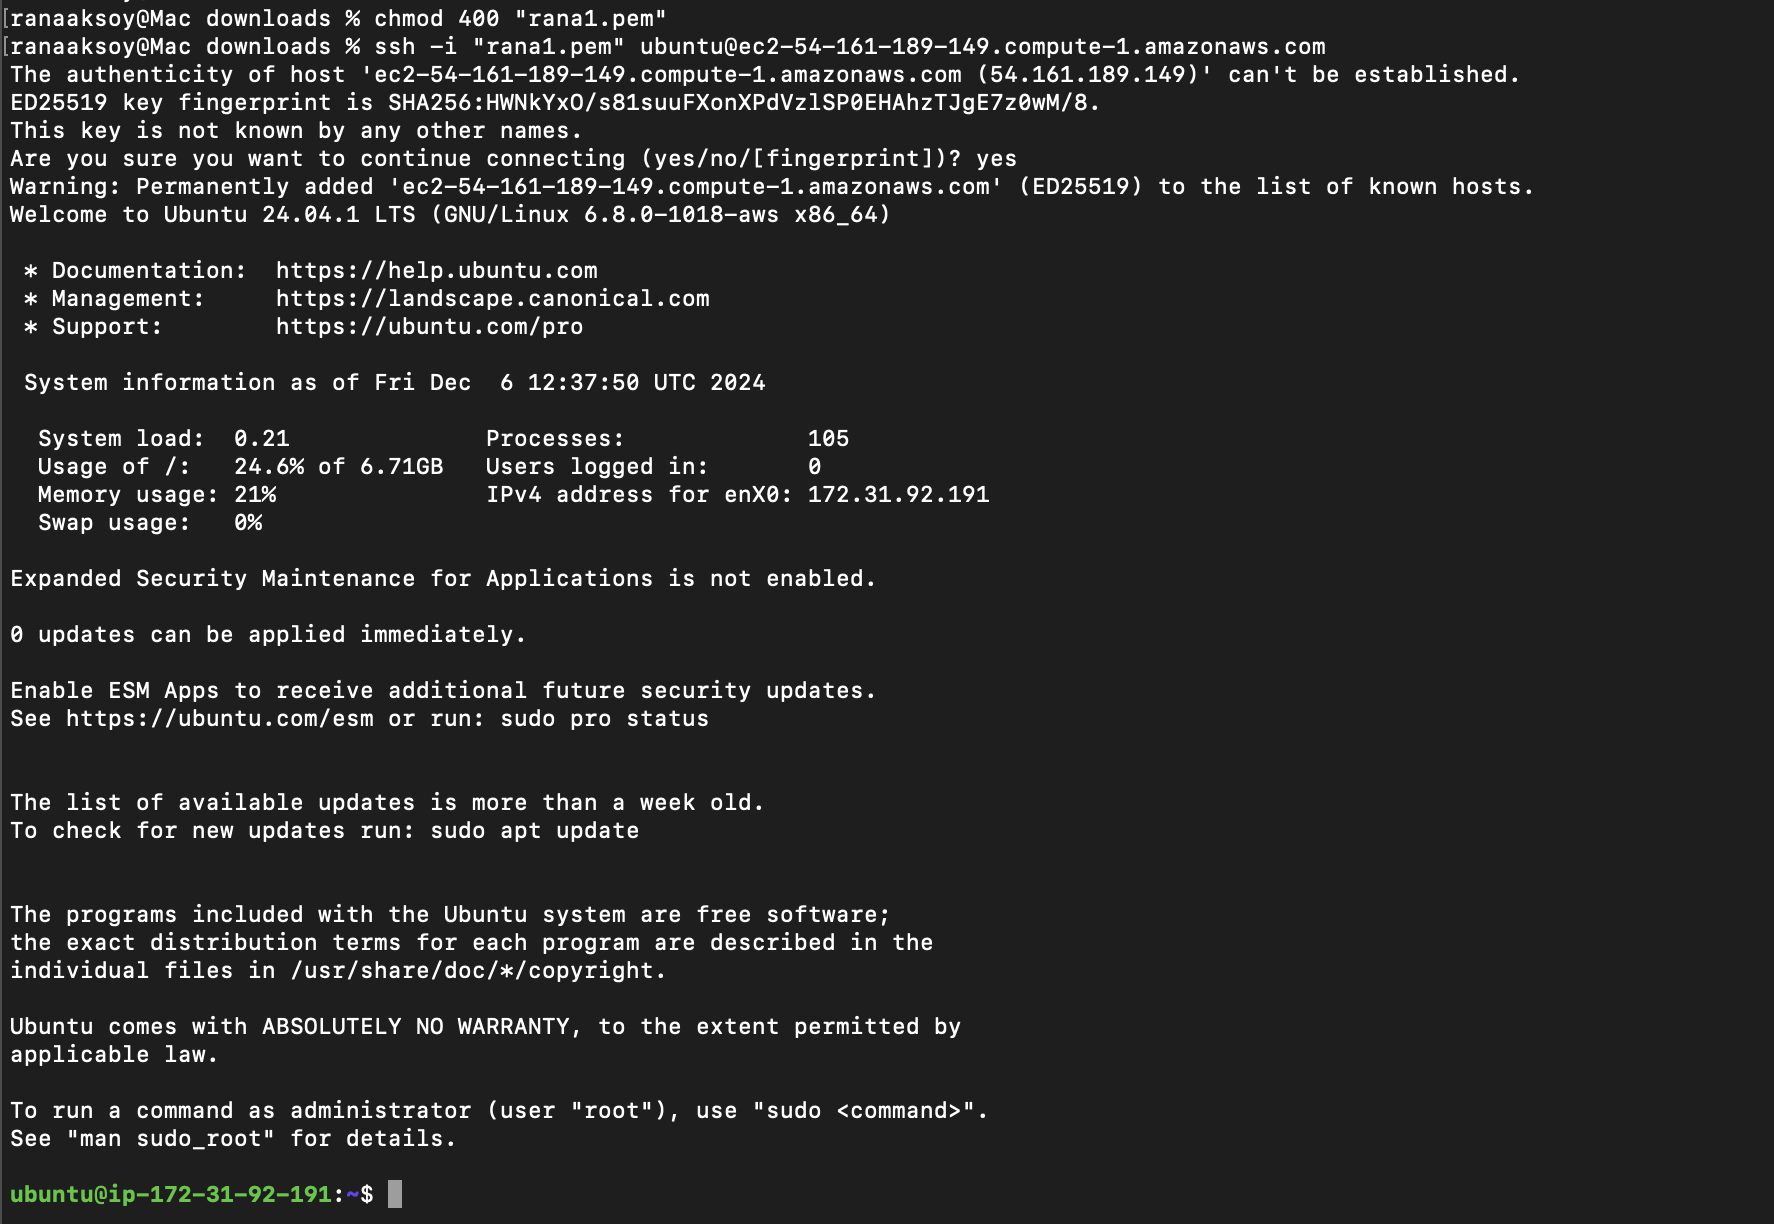 [ranaaksoy@Mac downloads % chmod 400 "rana1.pem"
[ranaaksoy@Mac downloads % ssh -i "rana1.pem" ubuntu@ec2-54-161-189-149.compute-1.amazonaws.com
The authenticity of host 'ec2-54-161-189-149.compute-1.amazonaws.com (54.161.189.149)' can't be established.
ED25519 key fingerprint is SHA256:HWNkYxO/s81suuFXonXPdVzlSP0EHAhzTJgE7z0wM/8.
This key is not known by any other names.
Are you sure you want to continue connecting (yes/no/[fingerprint])? yes
Warning: Permanently added 'ec2-54-161-189-149.compute-1.amazonaws.com' (ED25519) to the list of known hosts.
Welcome to Ubuntu 24.04.1 LTS (GNU/Linux 6.8.0-1018-aws x86_64)
* Documentation:  https://help.ubuntu.com
* Management:     https://landscape.canonical.com
* Support:        https://ubuntu.com/pro
System information as of Fri Dec  6 12:37:50 UTC 2024
System load:  0.21              Processes:             105
Usage of /:   24.6% of 6.71GB   Users logged in:       0
Memory usage: 21%               IPv4 address for enX0: 172.31.92.191
Swap usage:   0%
Expanded Security Maintenance for Applications is not enabled.
0 updates can be applied immediately.
Enable ESM Apps to receive additional future security updates.
See https://ubuntu.com/esm or run: sudo pro status
The list of available updates is more than a week old.
To check for new updates run: sudo apt update
The programs included with the Ubuntu system are free software;
the exact distribution terms for each program are described in the
individual files in /usr/share/doc/*/copyright.
Ubuntu comes with ABSOLUTELY NO WARRANTY, to the extent permitted by
applicable law.
To run a command as administrator (user "root"), use "sudo <command>".
See "man sudo_root" for details.
ubuntu@ip-172-31-92-191:~$